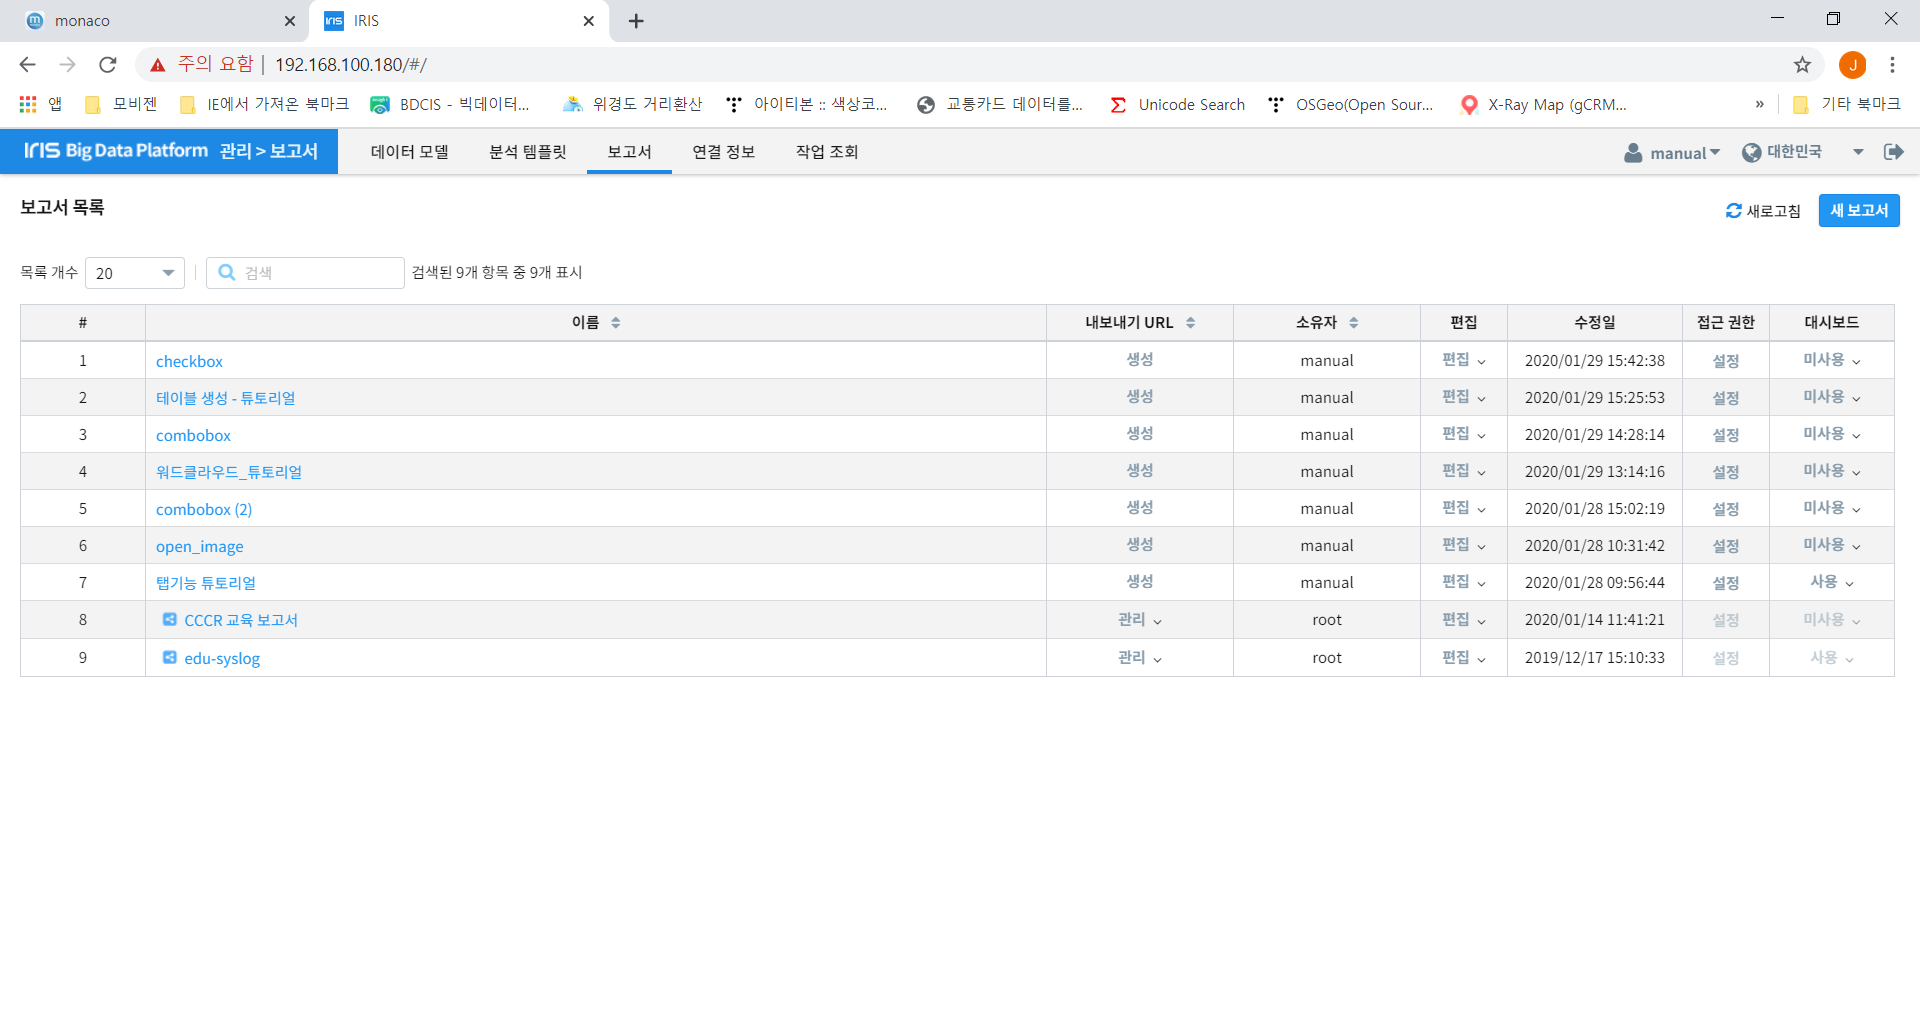 monaco
IRIS
주의 요함 | 192.168.100.180/#/
J
앱 모비젠 IE에서 가져온 북마크 BDCIS - 빅데이터... 위경도 거리환산 아이티본 :: 색상코... 교통카드 데이터를... Unicode Search OSGeo(Open Sour... X-Ray Map (gCRM... » 기타 북마크
IRIS Big Data Platform 관리 > 보고서 데이터 모델 분석 템플릿 보고서 연결 정보 작업 조회 manual 대한민국
보고서 목록 새로고침 새 보고서
목록 개수 20 검색 검색된 9개 항목 중 9개 표시
# 이름 내보내기 URL 소유자 편집 수정일 접근 권한 대시보드
1 checkbox 생성 manual 편집 2020/01/29 15:42:38 설정 미사용
2 테이블 생성 - 튜토리얼 생성 manual 편집 2020/01/29 15:25:53 설정 미사용
3 combobox 생성 manual 편집 2020/01/29 14:28:14 설정 미사용
4 워드클라우드_튜토리얼 생성 manual 편집 2020/01/29 13:14:16 설정 미사용
5 combobox (2) 생성 manual 편집 2020/01/28 15:02:19 설정 미사용
6 open_image 생성 manual 편집 2020/01/28 10:31:42 설정 미사용
7 탭기능 튜토리얼 생성 manual 편집 2020/01/28 09:56:44 설정 사용
8 CCCR 교육 보고서 관리 root 편집 2020/01/14 11:41:21 설정 미사용
9 edu-syslog 관리 root 편집 2019/12/17 15:10:33 설정 사용